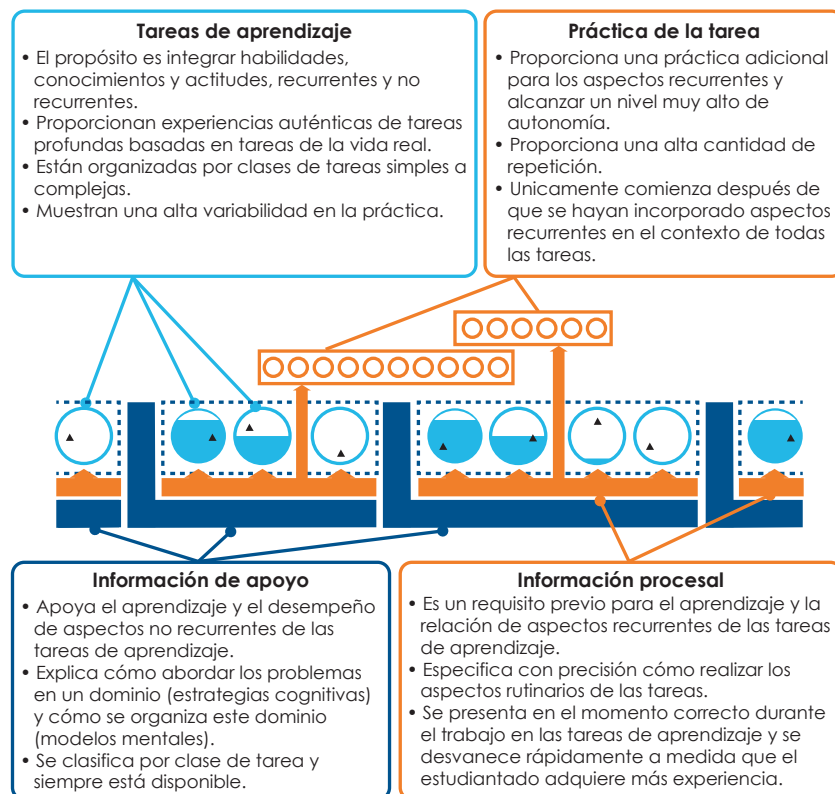 Tareas de aprendizaje
• El propósito es integrar habilidades,
conocimientos y actitudes, recurrentes y no
recurrentes.
• Proporcionan experiencias auténticas de tareas
profundas basadas en tareas de la vida real.
• Están organizadas por clases de tareas simples a
complejas.
• Muestran una alta variabilidad en la práctica.
Práctica de la tarea
• Proporciona una práctica adicional
para los aspectos recurrentes y
alcanzar un nivel muy alto de
autonomía.
• Proporciona una alta cantidad de
repetición.
• Unicamente comienza después de
que se hayan incorporado aspectos
recurrentes en el contexto de todas
las tareas.
Información de apoyo
• Apoya el aprendizaje y el desempeño
de aspectos no recurrentes de las
tareas de aprendizaje.
• Explica cómo abordar los problemas
en un dominio (estrategias cognitivas)
y cómo se organiza este dominio
(modelos mentales).
• Se clasifica por clase de tarea y
siempre está disponible.
Información procesal
• Es un requisito previo para el aprendizaje y la
relación de aspectos recurrentes de las tareas
de aprendizaje.
• Especifica con precisión cómo realizar los
aspectos rutinarios de las tareas.
• Se presenta en el momento correcto durante
el trabajo en las tareas de aprendizaje y se
desvanece rápidamente a medida que el
estudiantado adquiere más experiencia.